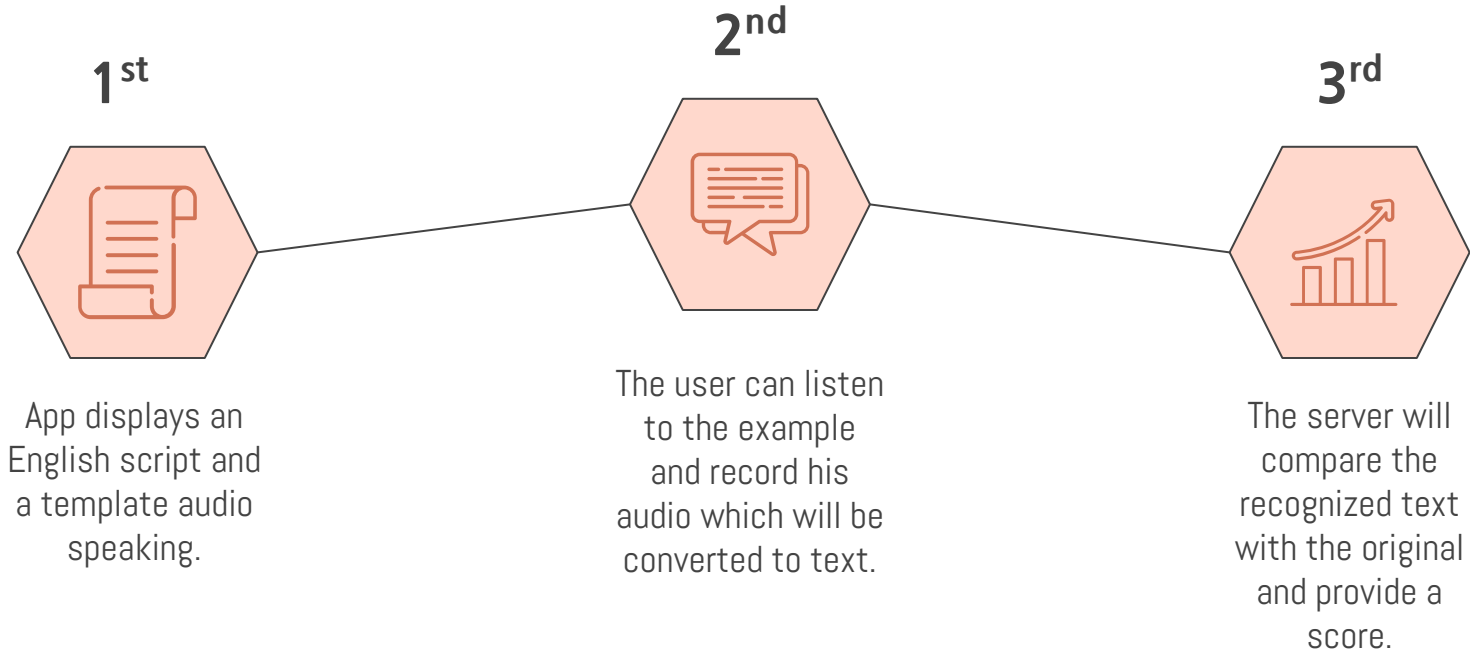 1st
App displays an
English script and
a template audio
speaking.
2nd
The user can listen
to the example
and record his
audio which will be
converted to text.
3rd
The server will
compare the
recognized text
with the original
and provide a
score.